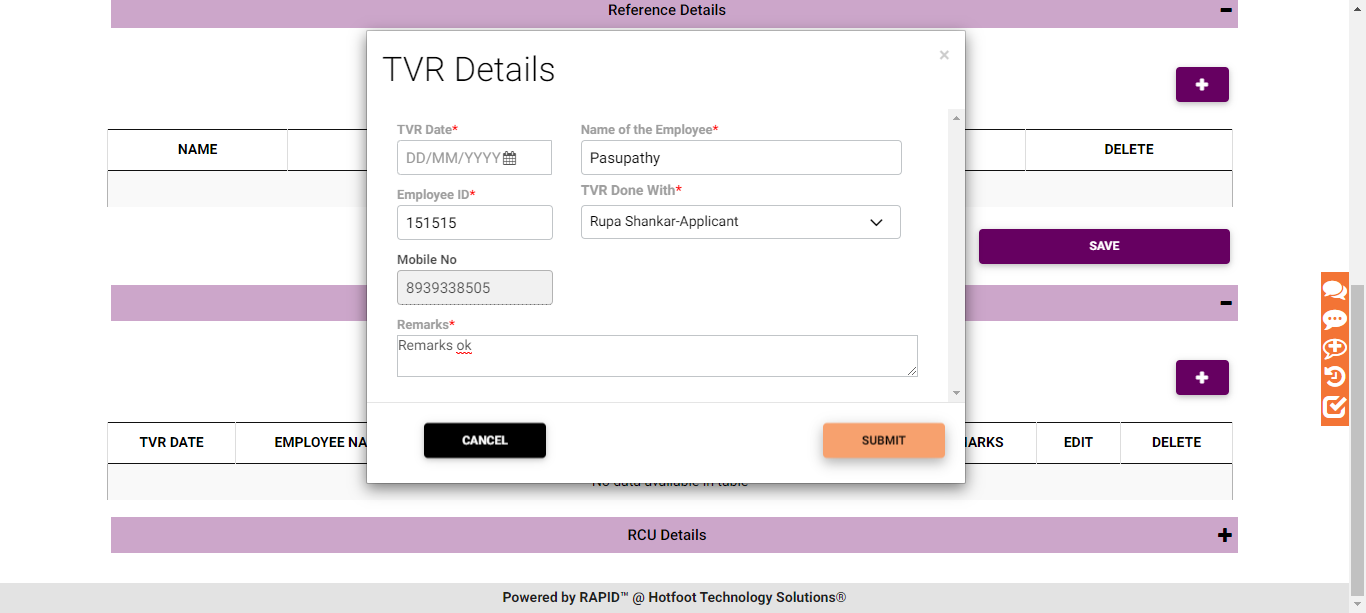 Reference Details
TVR Details
×
TVR Date*
Name of the Employee*
DD/MM/YYYY
Pasupathy
NAME
DELETE
Employee ID*
TVR Done With*
151515
Rupa Shankar-Applicant
SAVE
Mobile No
8939338505
Remarks*
Remarks ok
CANCEL
SUBMIT
TVR DATE
EMPLOYEE NA
ARKS
EDIT
DELETE
No data available in table
RCU Details
Powered by RAPID™ @ Hotfoot Technology Solutions®